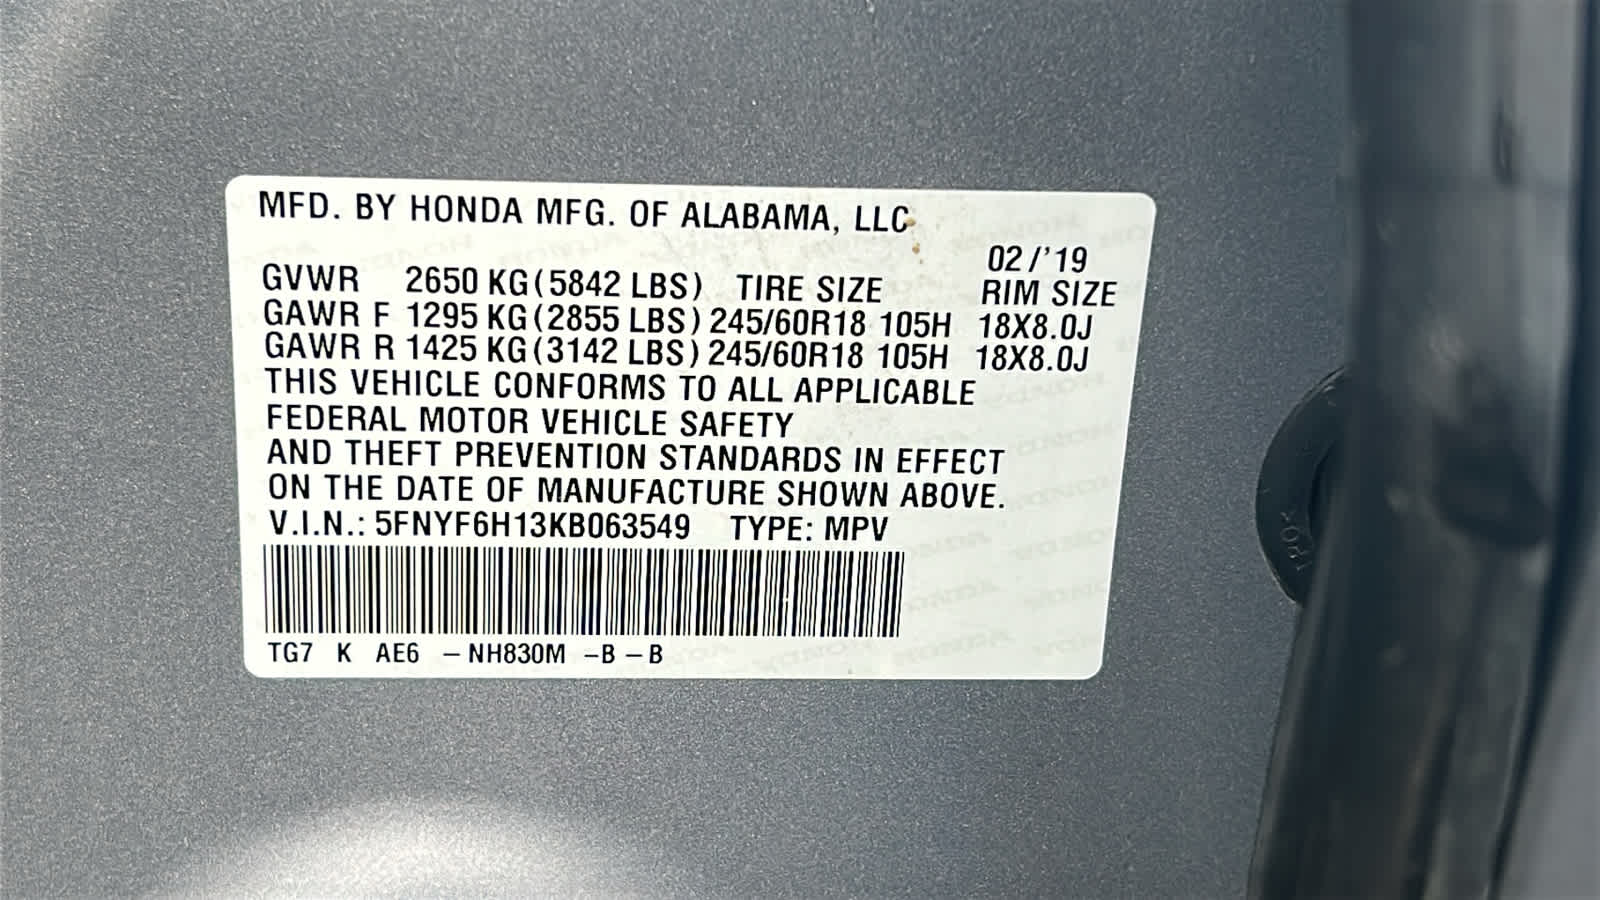 MFD. BY HONDA MFG. OF ALABAMA, LLC
02/'19
GVWR 2650 KG(5842 LBS) TIRE SIZE RIM SIZE
GAWR F 1295 KG(2855 LBS) 245/60R18 105H 18X8.0J
GAWR R 1425 KG(3142 LBS) 245/60R18 105H 18X8.0J
THIS VEHICLE CONFORMS TO ALL APPLICABLE
FEDERAL MOTOR VEHICLE SAFETY
AND THEFT PREVENTION STANDARDS IN EFFECT
ON THE DATE OF MANUFACTURE SHOWN ABOVE.
V.I.N.: 5FNYF6H13KB063549 TYPE: MPV
TG7 K AE6 -NH830M -B-B